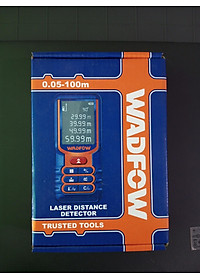 0.05-100m
WADFOW
29.99m
39.99m
49.99m
59.99m
WADFOW
LASER DISTANCE
DETECTOR
TRUSTED TOOLS